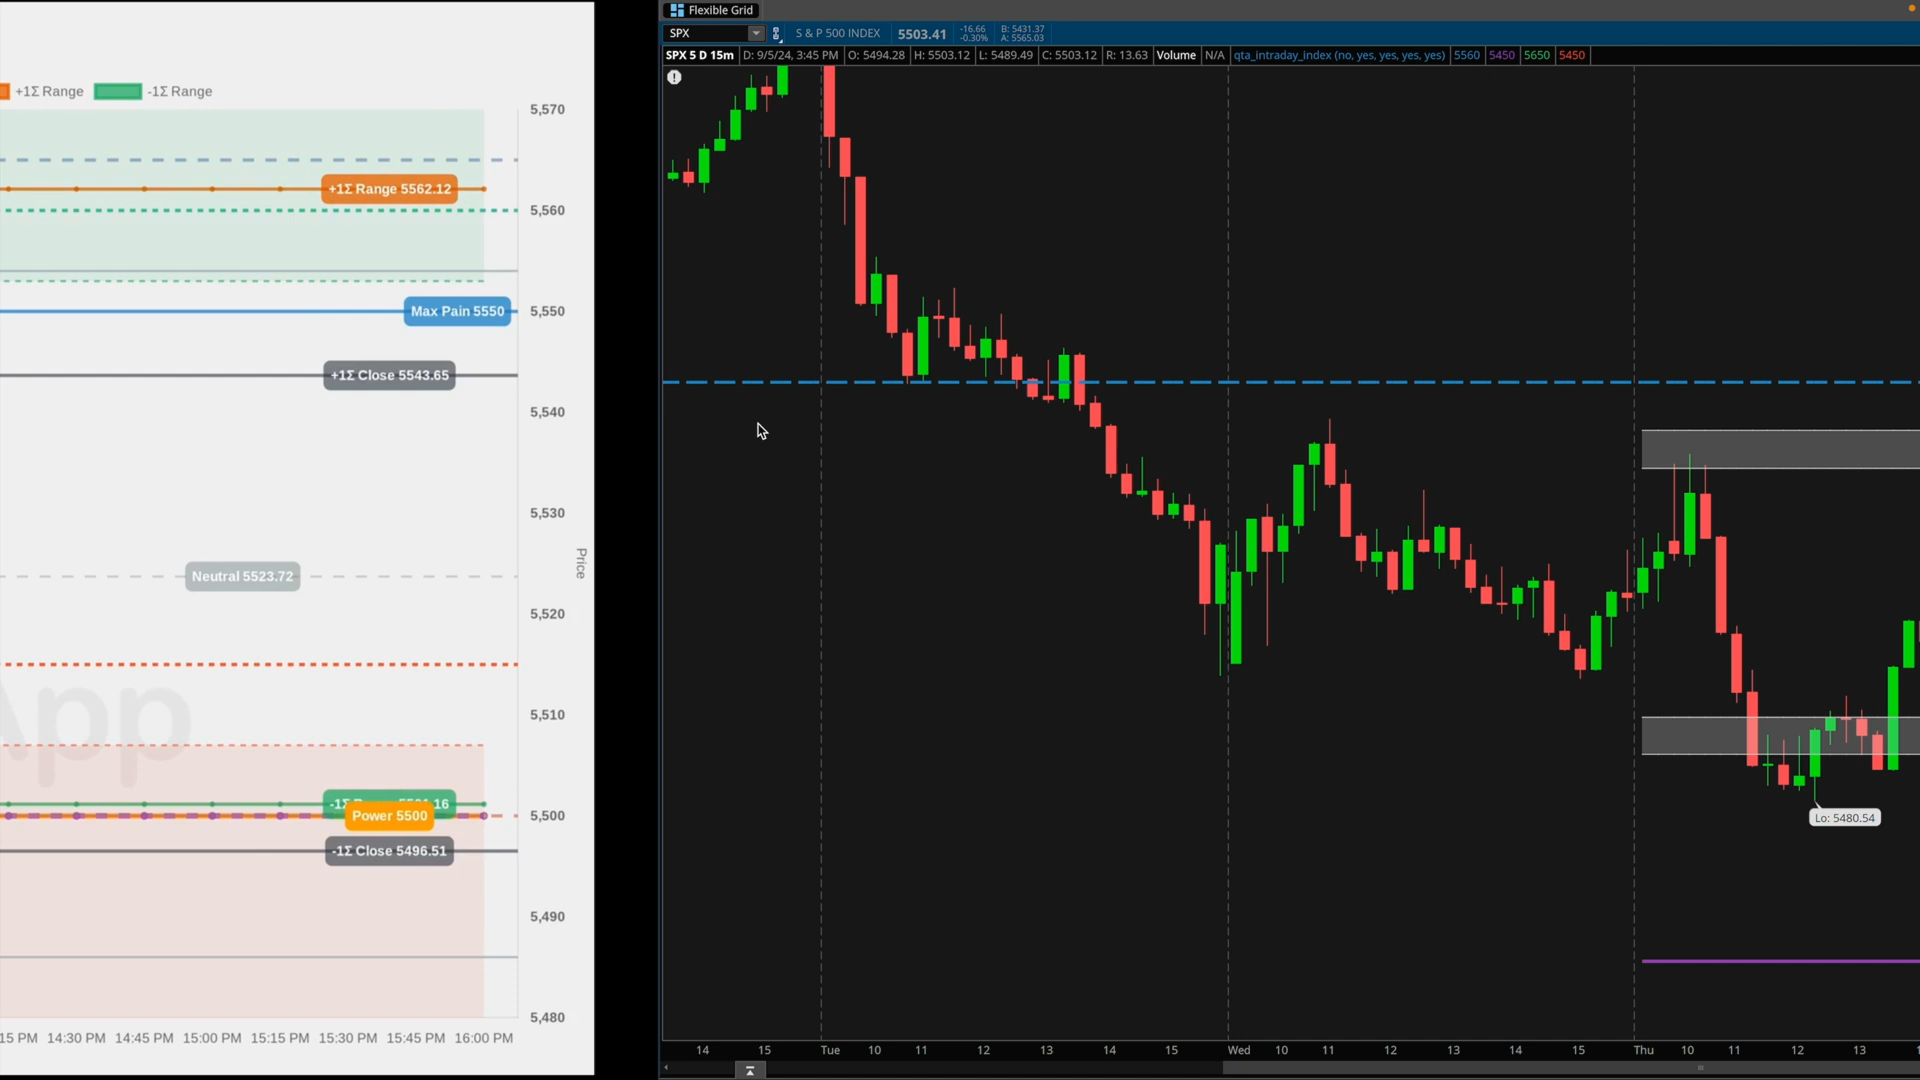 +1Σ Range -1Σ Range
5,570
+1Σ Range 5562.12
5,560
Max Pain 5550
5,550
+1Σ Close 5543.65
5,540
5,530
Price
Neutral 5523.72
5,520
App
5,510
-1Σ
16
Power 5500
5,500
-1Σ Close 5496.51
5,490
5,480
15 PM 14:30 PM 14:45 PM 15:00 PM 15:15 PM 15:30 PM 15:45 PM 16:00 PM
Flexible Grid
SPX S & P 500 INDEX 5503.41 -16.66 B: 5431.37
-0.30% A: 5565.03
SPX 5 D 15m D: 9/5/24, 3:45 PM O: 5494.28 H: 5503.12 L: 5489.49 C: 5503.12 R: 13.63 Volume N/A qta_intraday_index (no, yes, yes, yes, yes) 5560 5450 5650 5450
Lo: 5480.54
14 15 Tue 10 11 12 13 14 15 Wed 10 11 12 13 14 15 Thu 10 11 12 13